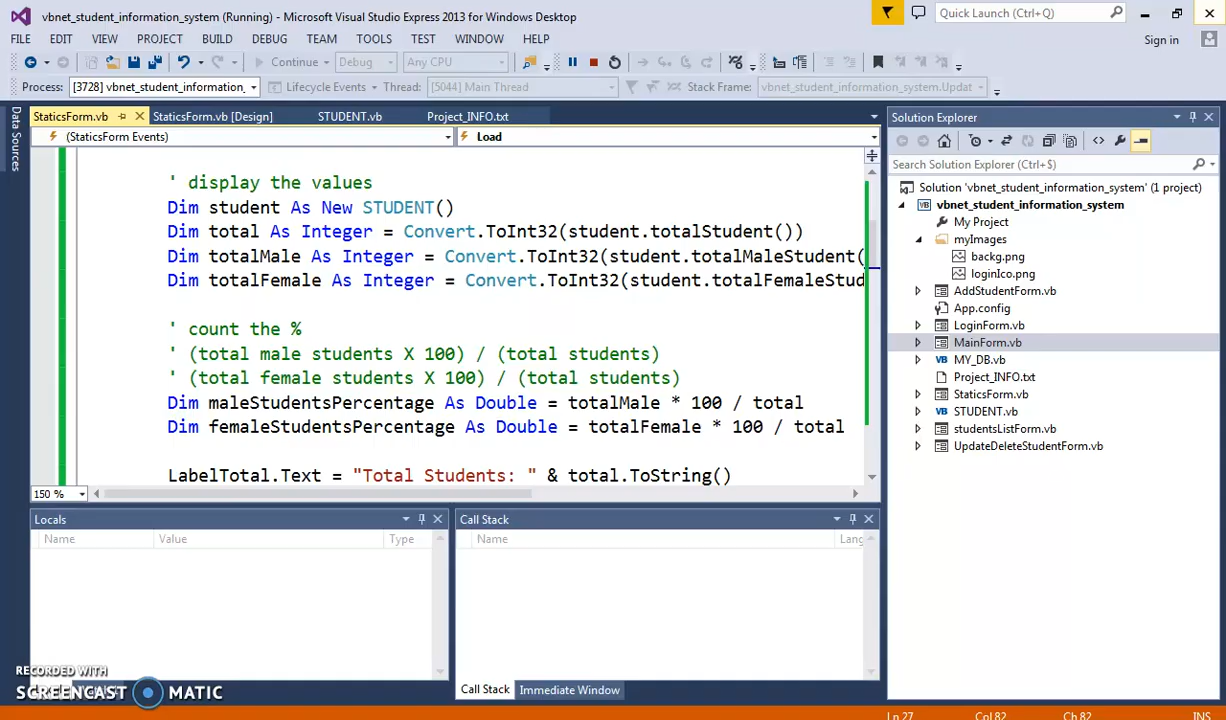 vbnet_student_information_system (Running) - Microsoft Visual Studio Express 2013 for Windows Desktop
Quick Launch (Ctrl+Q)
FILE EDIT VIEW PROJECT BUILD DEBUG TEAM TOOLS TEST WINDOW HELP
Sign in
Continue Debug Any CPU
Process: [3728] vbnet_student_information_ Lifecycle Events Thread: [5044] Main Thread Stack Frame: vbnet_student_information_system.Updat
Data Sources
StaticsForm.vb StaticsForm.vb [Design] STUDENT.vb Project_INFO.txt
(StaticsForm Events) Load
' display the values
Dim student As New STUDENT()
Dim total As Integer = Convert.ToInt32(student.totalStudent())
Dim totalMale As Integer = Convert.ToInt32(student.totalMaleStudent(
Dim totalFemale As Integer = Convert.ToInt32(student.totalFemaleStud
' count the %
' (total male students X 100) / (total students)
' (total female students X 100) / (total students)
Dim maleStudentsPercentage As Double = totalMale * 100 / total
Dim femaleStudentsPercentage As Double = totalFemale * 100 / total
LabelTotal.Text = "Total Students: " & total.ToString()
150 %
Locals
Name Value Type
Call Stack
Name Lang
Call Stack Immediate Window
Solution Explorer
Search Solution Explorer (Ctrl+$)
Solution 'vbnet_student_information_system' (1 project)
vbnet_student_information_system
My Project
myImages
backg.png
loginIco.png
AddStudentForm.vb
App.config
LoginForm.vb
MainForm.vb
MY_DB.vb
Project_INFO.txt
StaticsForm.vb
STUDENT.vb
studentsListForm.vb
UpdateDeleteStudentForm.vb
RECORDED WITH
SCREENCAST MATIC
Ln 27 Col 82 Ch 82 INS